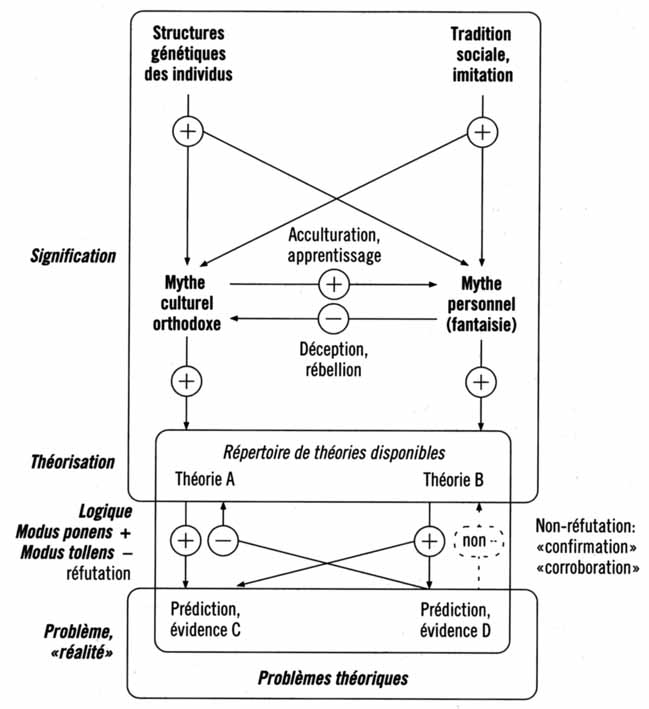 Structures
génétiques
des individus
Tradition
sociale,
imitation
+
+
Signification
Acculturation,
apprentissage
+
Mythe
culturel
orthodoxe
Mythe
personnel
(fantaisie)
−
Déception,
rébellion
+
+
Théorisation
Répertoire de théories disponibles
Théorie A
Théorie B
Logique
Modus ponens +
Modus tollens −
réfutation
+
−
+
non --
Non-réfutation:
«confirmation»
«corroboration»
Problème,
«réalité»
Prédiction,
évidence C
Prédiction,
évidence D
Problèmes théoriques